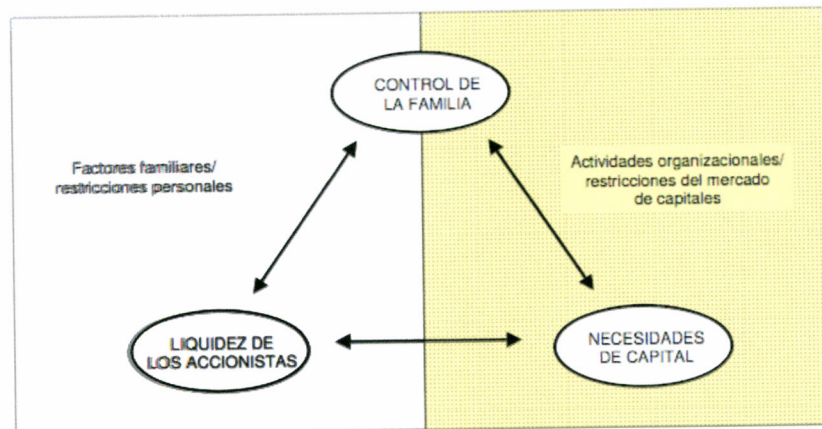 CONTROL DE
LA FAMILIA
Factores familiares/
restricciones personales
Actividades organizacionales/
restricciones del mercado
de capitales
LIQUIDEZ DE
LOS ACCIONISTAS
NECESIDADES
DE CAPITAL